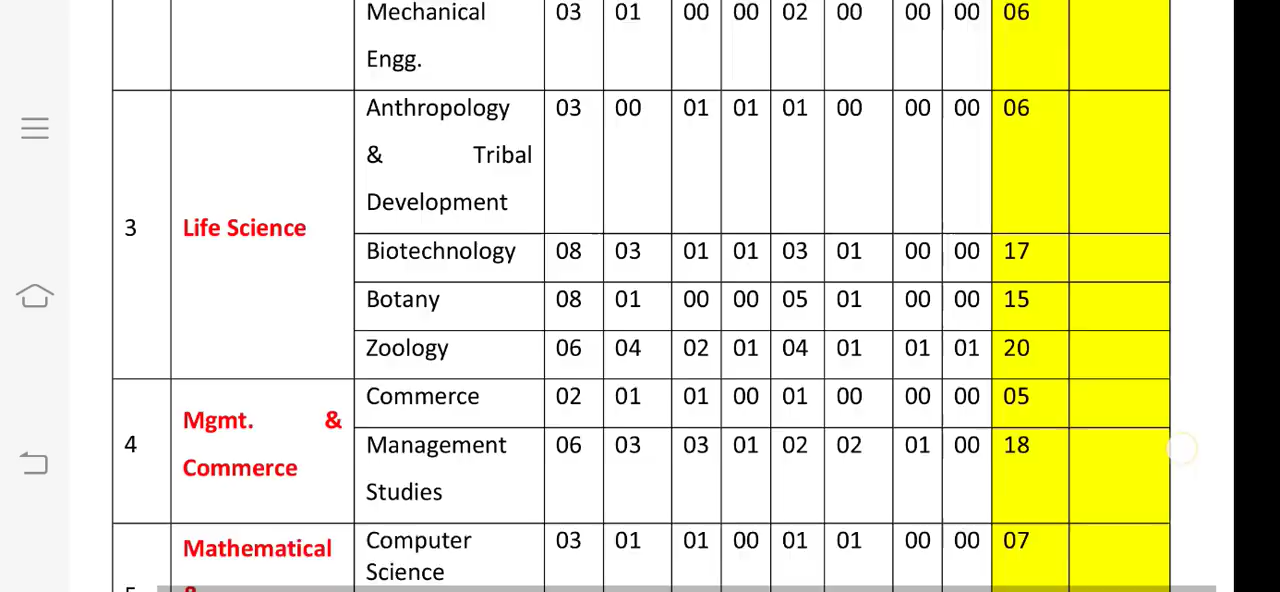 Mechanical 03 01 00 00 02 00 00 00 06
Engg.
Anthropology 03 00 01 01 01 00 00 00 06
& Tribal
Development
3 Life Science
Biotechnology 08 03 01 01 03 01 00 00 17
Botany 08 01 00 00 05 01 00 00 15
Zoology 06 04 02 01 04 01 01 01 20
Commerce 02 01 01 00 01 00 00 00 05
4 Mgmt. &
Commerce
Management 06 03 03 01 02 02 01 00 18
Studies
Mathematical Computer 03 01 01 00 01 01 00 00 07
Science